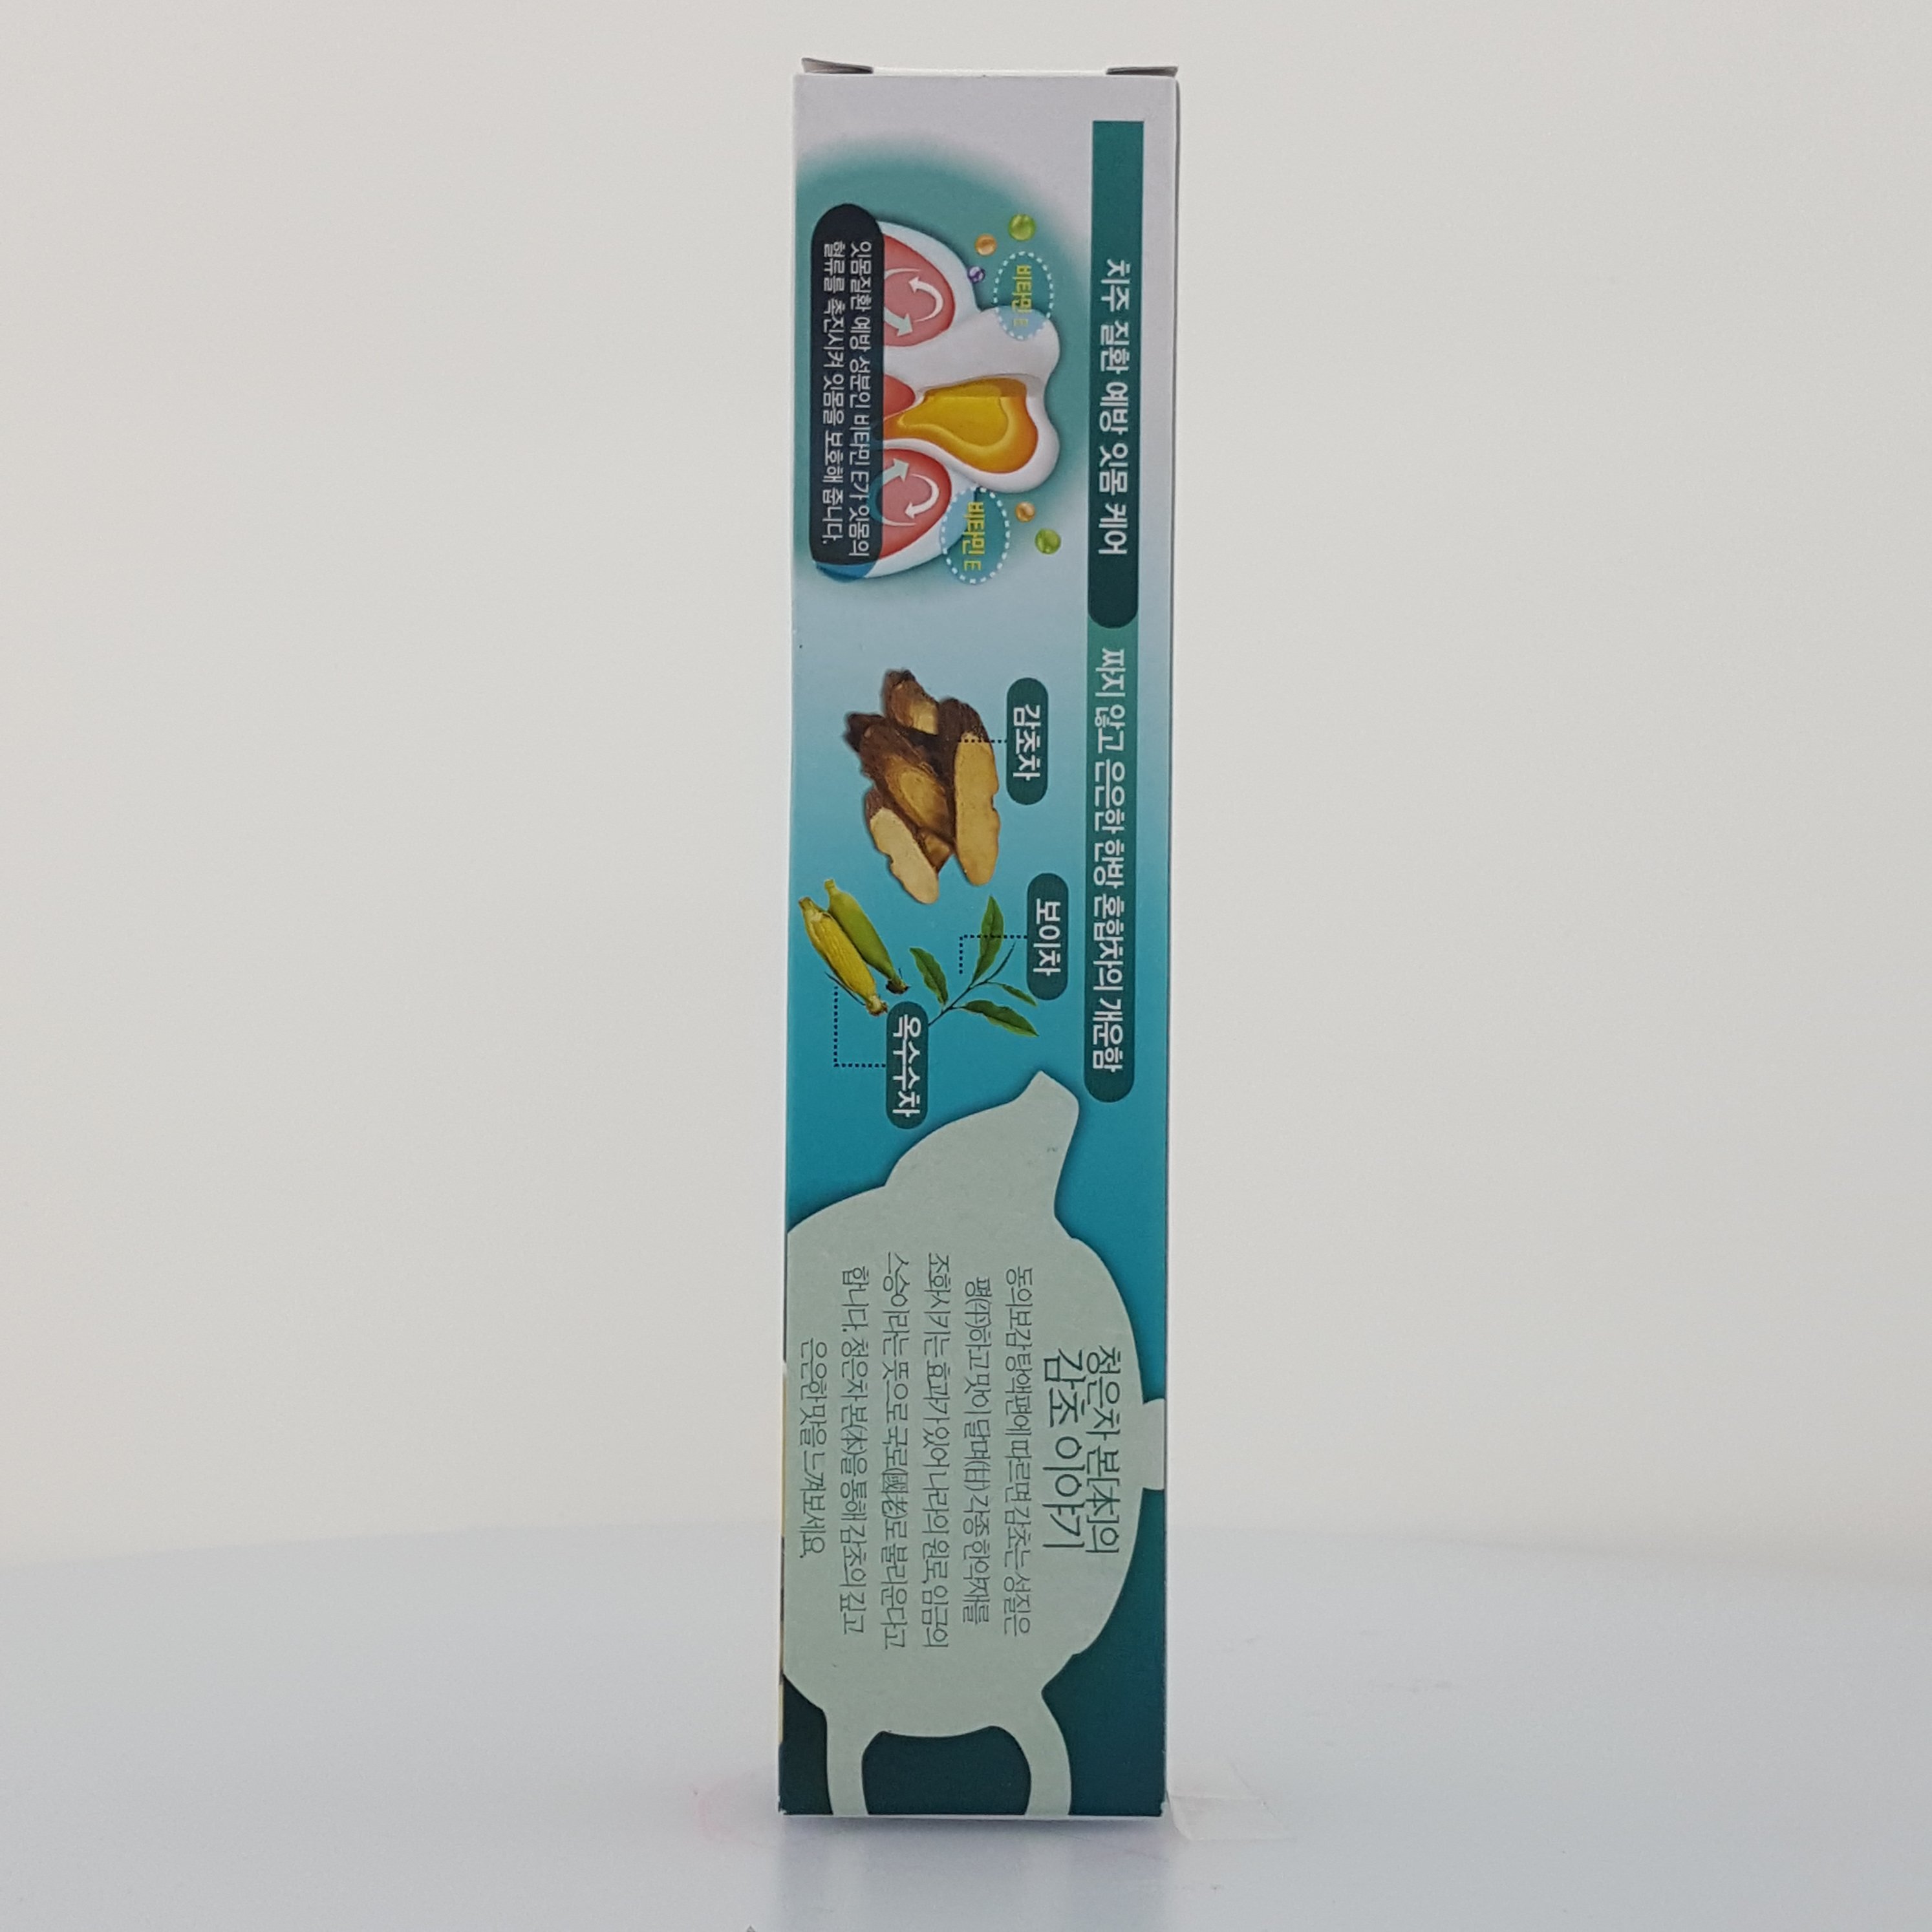 치주 질환 예방 잇몸 케어
비타민 E
비타민 E
잇몸질환 예방 성분인 비타민 E가 잇몸의
혈류를 촉진시켜 잇몸을 보호해 줍니다.
짜지 않고 은은한 한방 혼합차의 개운함
감초차
보이차
옥수수차
청은차 본[本]의
감초 이야기
동의보감 탕액편에 따르면 감초는 성질은
평(平)하고 맛이 달며(甘) 각종 한약재를
조화시키는 효과가 있어 나라의 원로, 임금의
스승이라는 뜻으로 국로(國老)로 불리운다고
합니다. 청은차 본(本)을 통해 감초의 깊고
은은한 맛을 느껴보세요.